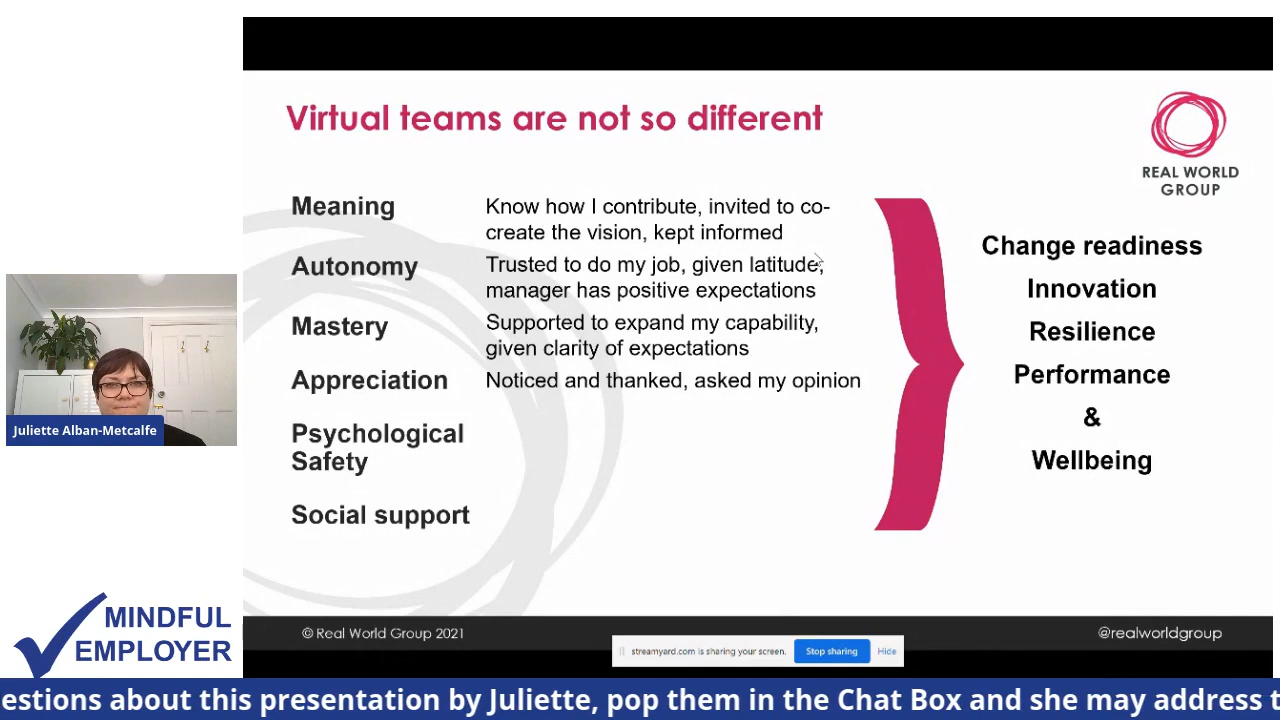 Virtual teams are not so different
REAL WORLD
GROUP
Meaning
Know how I contribute, invited to co-
create the vision, kept informed
Autonomy
Trusted to do my job, given latitude,
manager has positive expectations
Mastery
Supported to expand my capability,
given clarity of expectations
Appreciation
Noticed and thanked, asked my opinion
Psychological
Safety
Social support
Change readiness
Innovation
Resilience
Performance
&
Wellbeing
Juliette Alban-Metcalfe
MINDFUL
EMPLOYER
© Real World Group 2021
@realworldgroup
streamyard.com is sharing your screen.
Stop sharing
Hide
estions about this presentation by Juliette, pop them in the Chat Box and she may address t